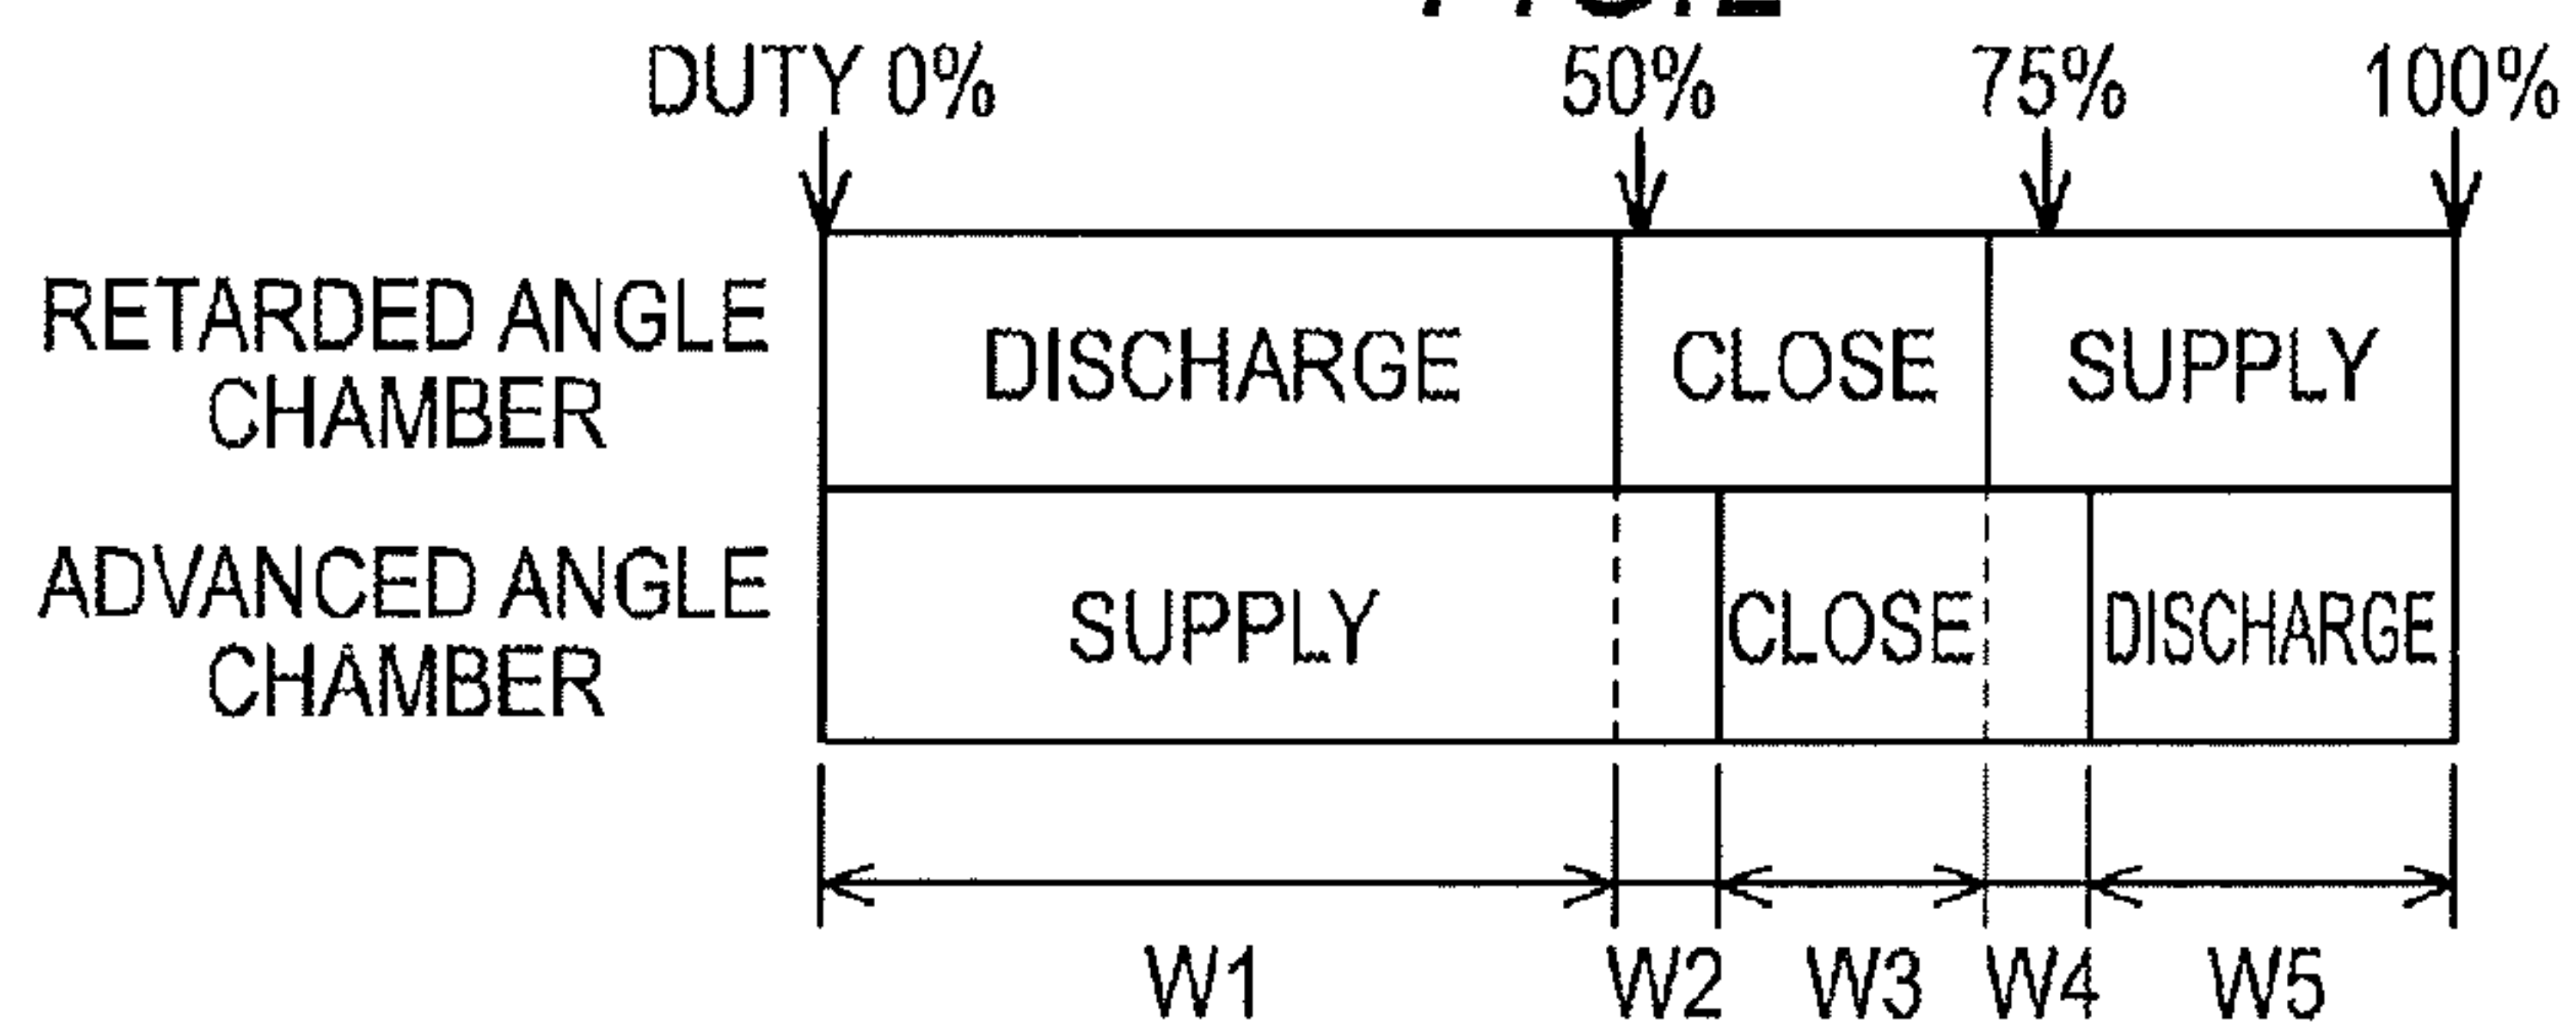 DUTY 0% 50% 75% 100%
RETARDED ANGLE
CHAMBER
DISCHARGE CLOSE SUPPLY
ADVANCED ANGLE
CHAMBER
SUPPLY CLOSE DISCHARGE
W1 W2 W3 W4 W5